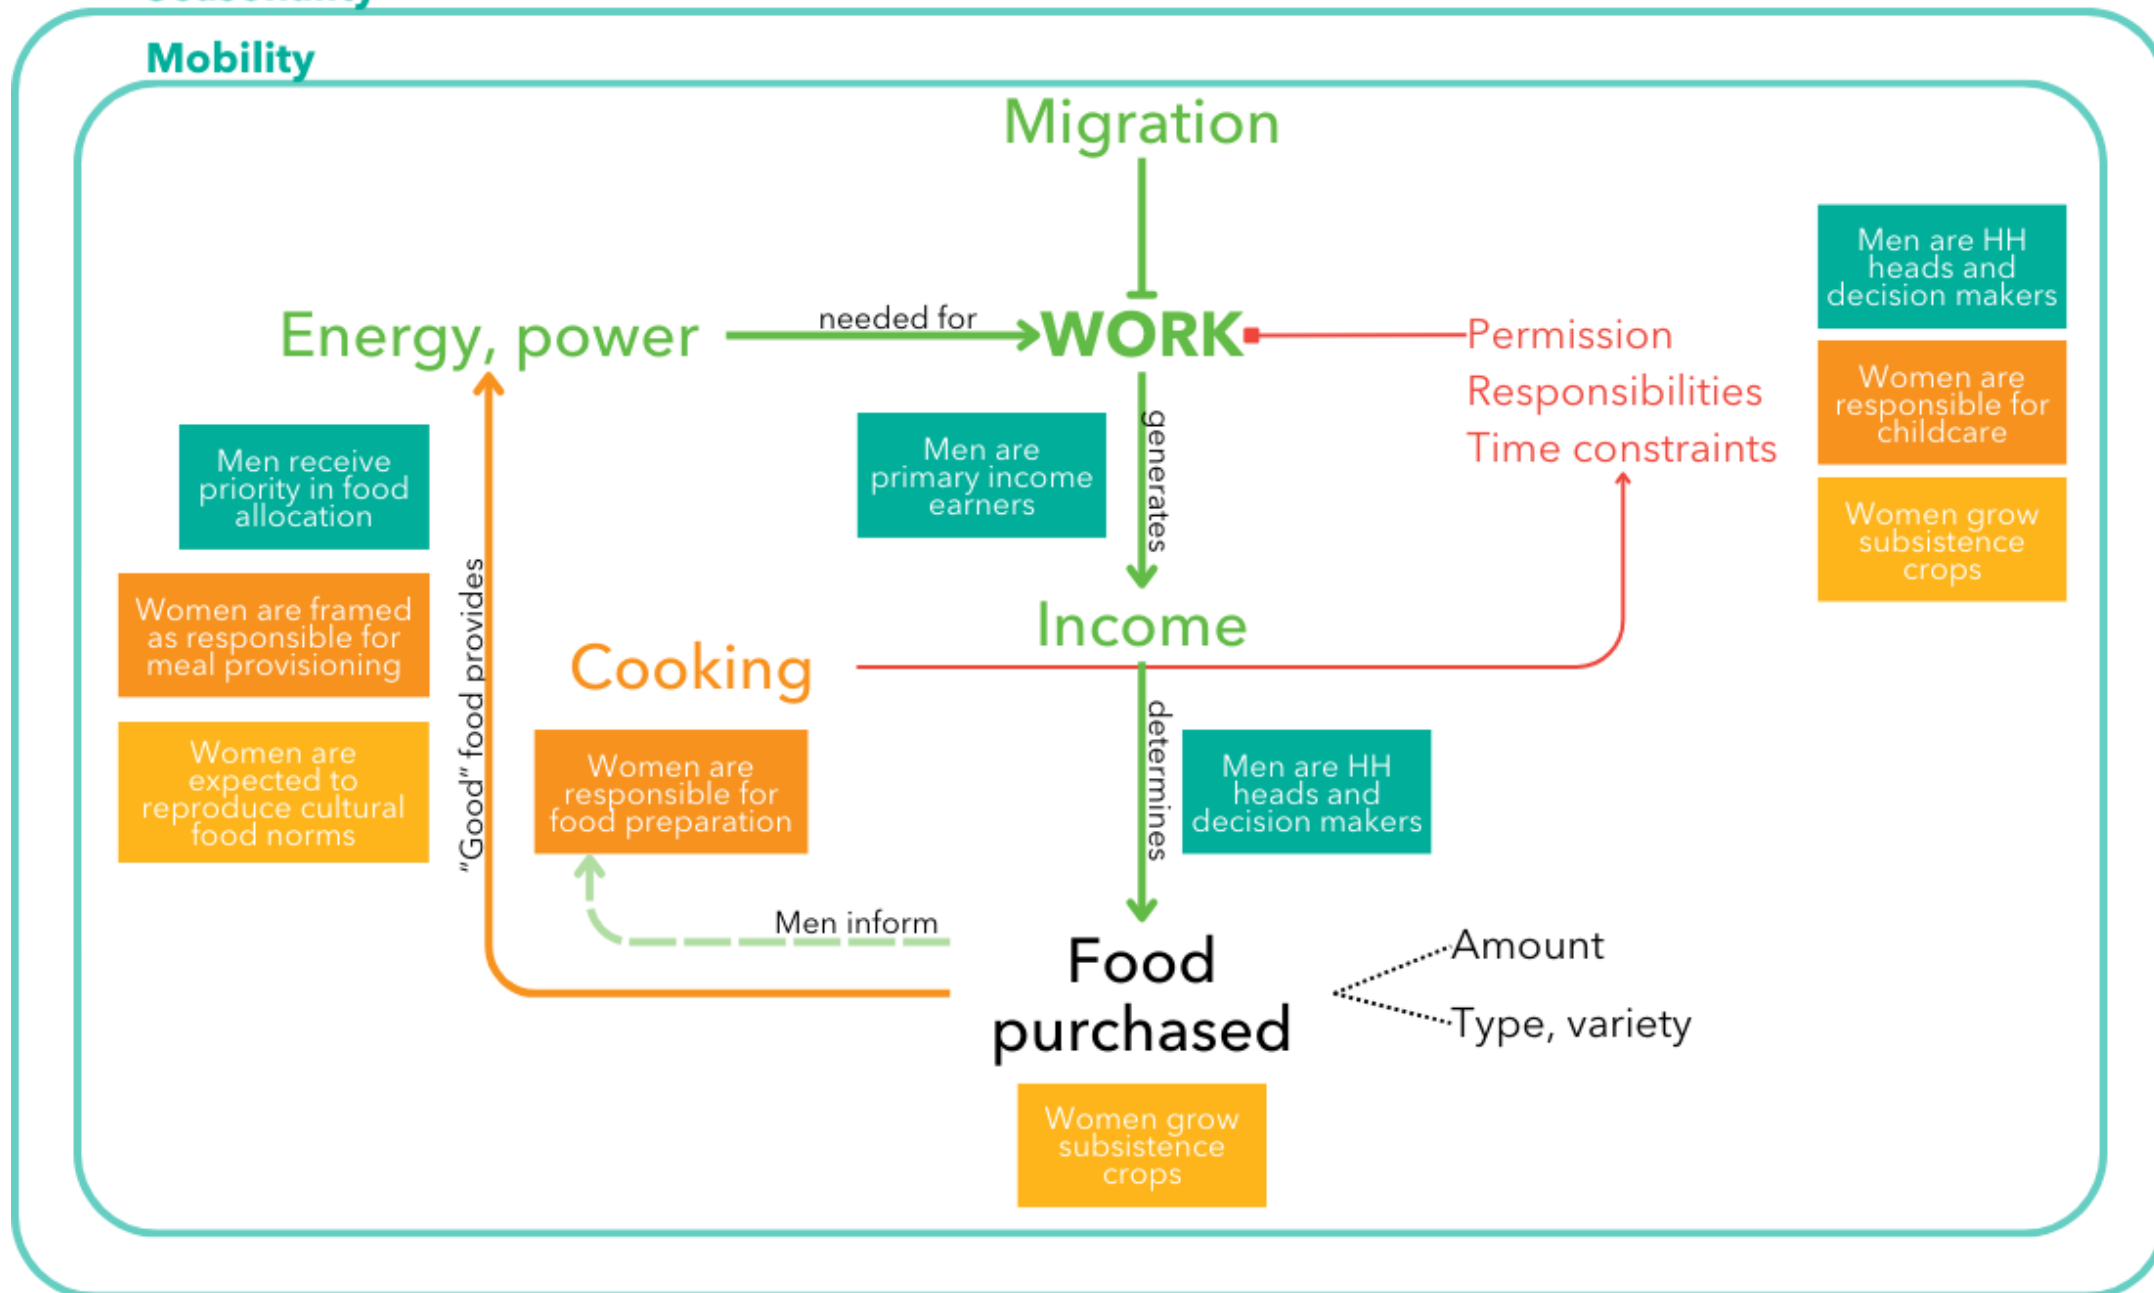 Mobility
Migration
Energy, power
needed for
WORK
Permission
Responsibilities
Time constraints
Men are HH
heads and
decision makers
Women are
responsible for
childcare
Women grow
subsistence
crops
Men receive
priority in food
allocation
Women are framed
as responsible for
meal provisioning
Women are
expected to
reproduce cultural
food norms
"Good" food provides
Men are
primary income
earners
generates
Income
Cooking
Women are
responsible for
food preparation
determines
Men are HH
heads and
decision makers
Men inform
Food
purchased
Amount
Type, variety
Women grow
subsistence
crops